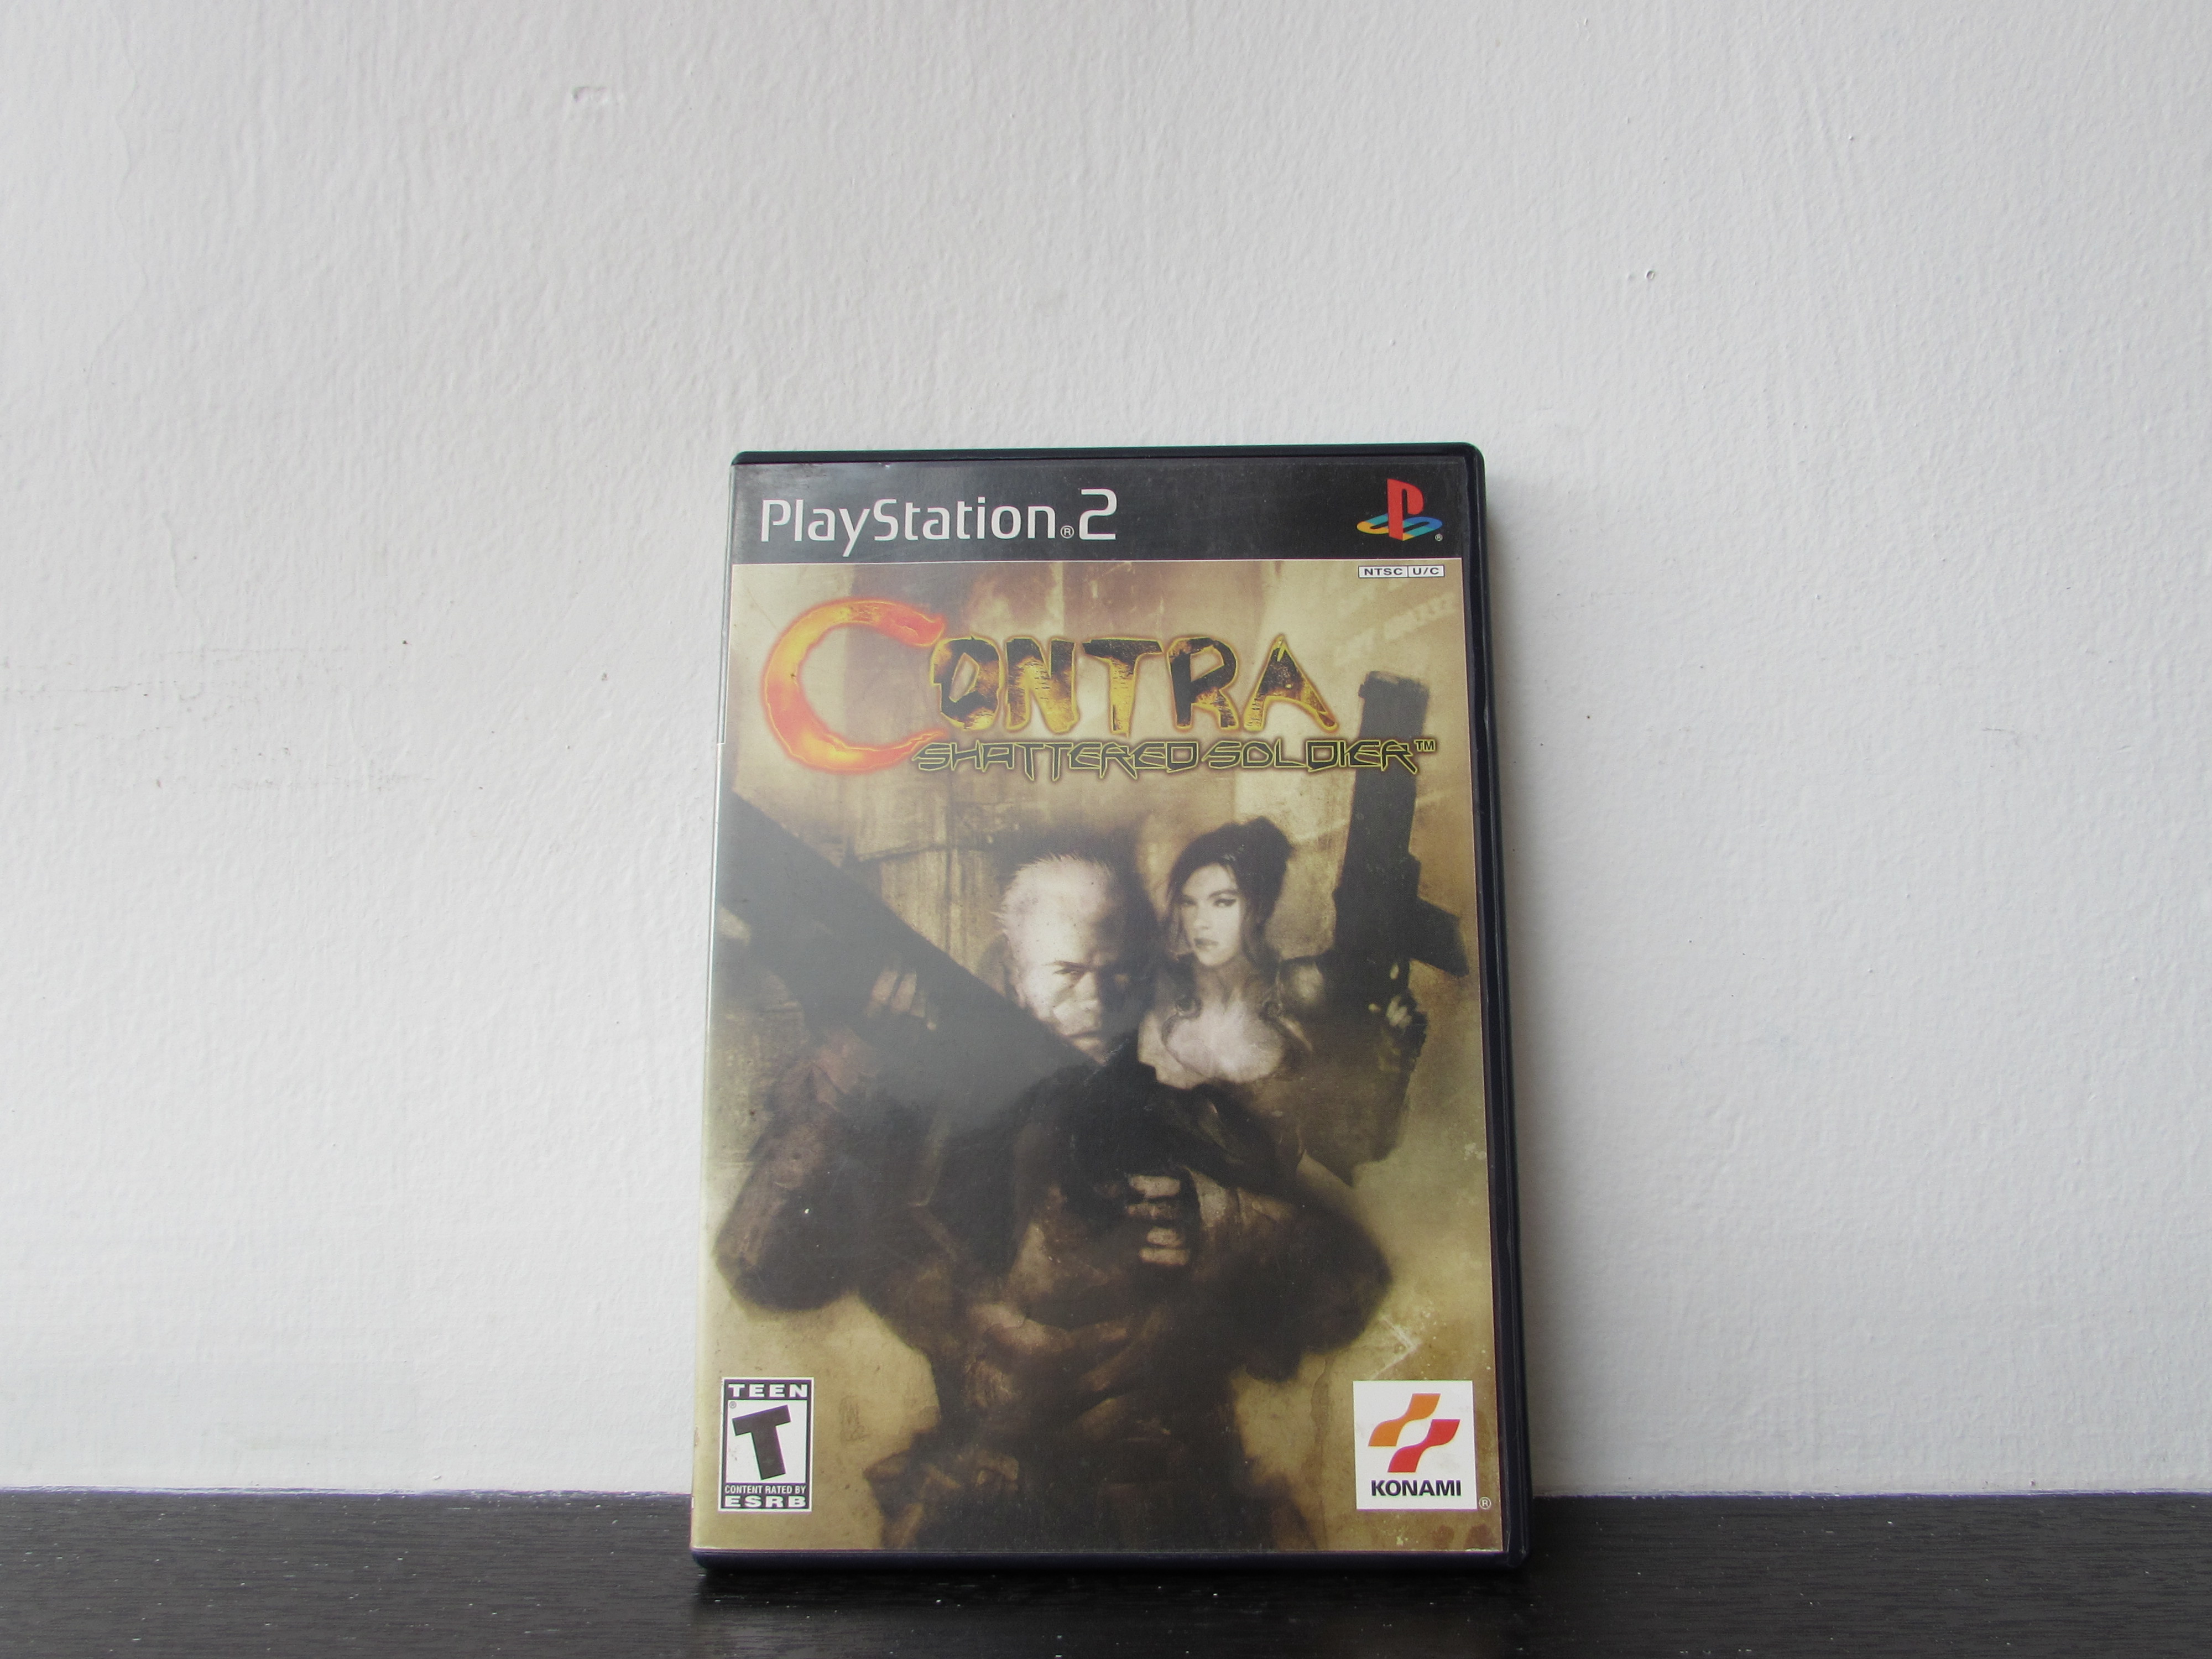 PlayStation®2
NTSC U/C
CONTRA
SHATTERED SOLDIER™
TEEN
T
CONTENT RATED BY
ESRB
KONAMI